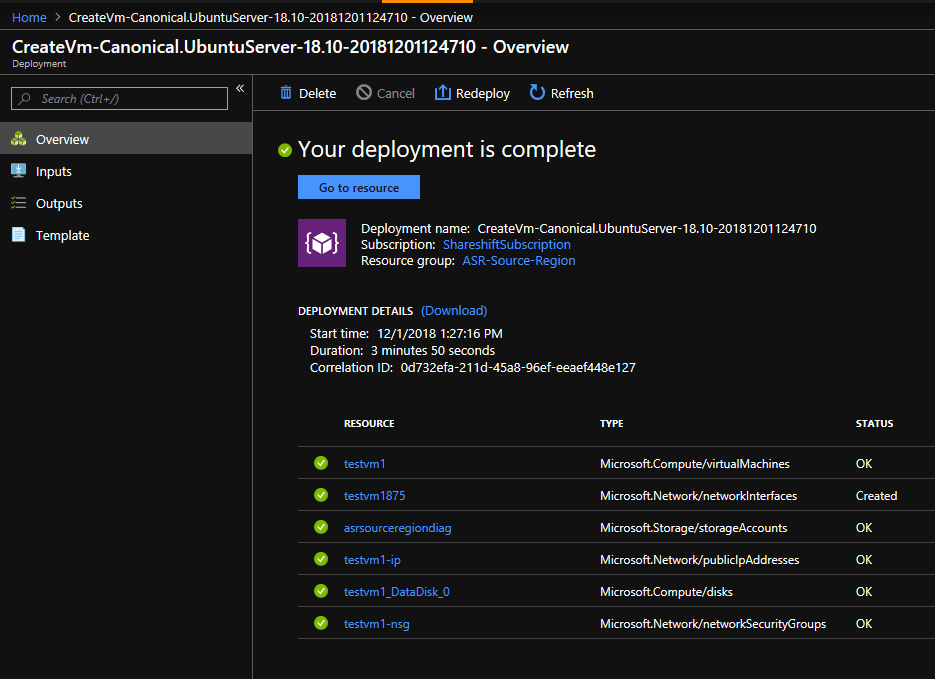 Home > CreateVm-Canonical.UbuntuServer-18.10-20181201124710 - Overview
CreateVm-Canonical.UbuntuServer-18.10-20181201124710 - Overview
Deployment
Search (Ctrl+/)
«
Delete Cancel Redeploy Refresh
Overview
Inputs
Outputs
Template
Your deployment is complete
Go to resource
Deployment name: CreateVm-Canonical.UbuntuServer-18.10-20181201124710
Subscription: ShareshiftSubscription
Resource group: ASR-Source-Region
DEPLOYMENT DETAILS (Download)
Start time: 12/1/2018 1:27:16 PM
Duration: 3 minutes 50 seconds
Correlation ID: 0d732efa-211d-45a8-96ef-eeaef448e127
RESOURCE TYPE STATUS
testvm1 Microsoft.Compute/virtualMachines OK
testvm1875 Microsoft.Network/networkInterfaces Created
asrsourceregiondiag Microsoft.Storage/storageAccounts OK
testvm1-ip Microsoft.Network/publicIpAddresses OK
testvm1_DataDisk_0 Microsoft.Compute/disks OK
testvm1-nsg Microsoft.Network/networkSecurityGroups OK